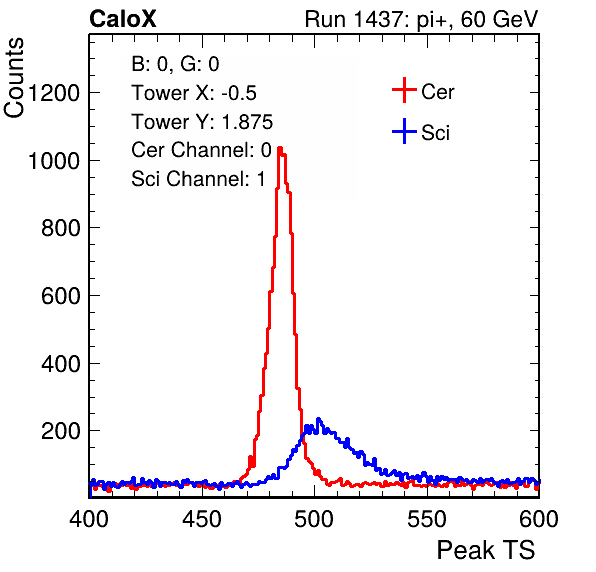 CaloX Run 1437: pi+, 60 GeV
Counts
B: 0, G: 0
Tower X: -0.5
Tower Y: 1.875
Cer Channel: 0
Sci Channel: 1
Cer
Sci
1200
1000
800
600
400
200
400 450 500 550 600
Peak TS